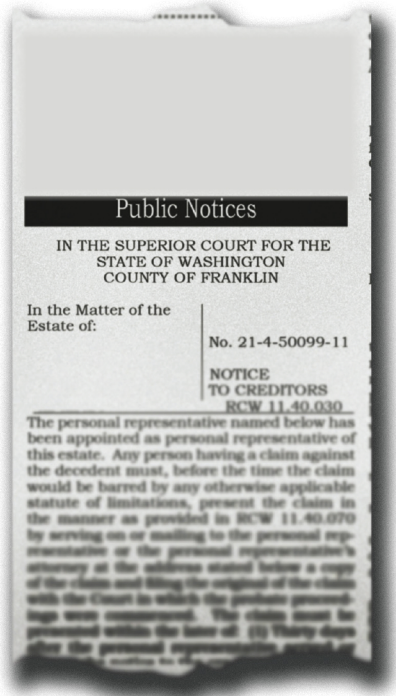 Public Notices
IN THE SUPERIOR COURT FOR THE
STATE OF WASHINGTON
COUNTY OF FRANKLIN
In the Matter of the
Estate of:
No. 21-4-50099-11
NOTICE
TO CREDITORS
RCW 11.40.030
The personal representative named below has
been appointed as personal representative of
this estate. Any person having a claim against
the decedent must, before the time the claim
would be barred by any otherwise applicable
statute of limitations, present the claim in
the manner as provided in RCW 11.40.070
by serving on or mailing to the personal rep-
resentative or the personal representative's
attorney at the address stated below a copy
of the claim and filing the original of the claim
with the Court in which the probate proceed-
ings were commenced. The claim must be
presented within the later of: (1) Thirty days
after the personal representative